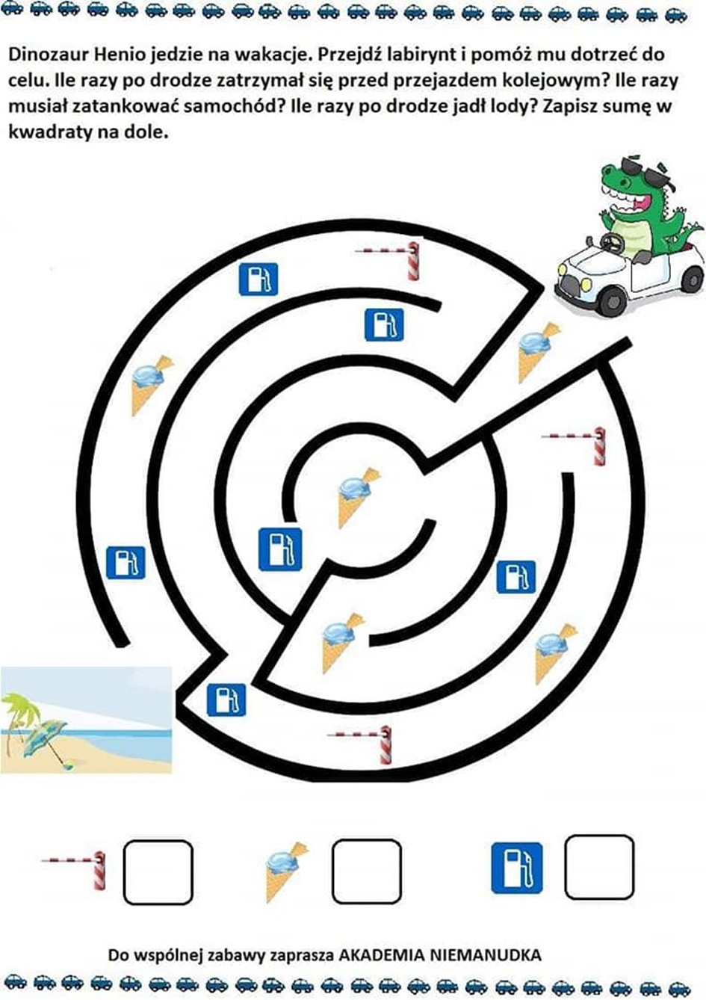 Dinozaur Henio jedzie na wakacje. Przejdź labirynt i pomóż mu dotrzeć do
celu. Ile razy po drodze zatrzymał się przed przejazdem kolejowym? Ile razy
musiał zatankować samochód? Ile razy po drodze jadł lody? Zapisz sumę w
kwadraty na dole.
Do wspólnej zabawy zaprasza AKADEMIA NIEMANUDKA